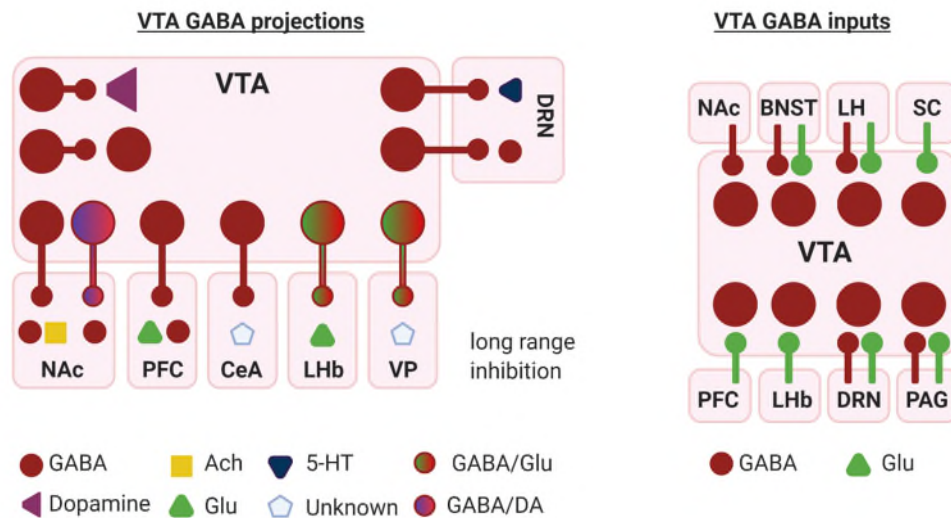 VTA GABA projections
VTA
DRN
NAc
PFC
CeA
LHb
VP
long range
inhibition
GABA
Ach
5-HT
GABA/Glu
Dopamine
Glu
Unknown
GABA/DA
VTA GABA inputs
NAc
BNST
LH
SC
VTA
PFC
LHb
DRN
PAG
GABA
Glu